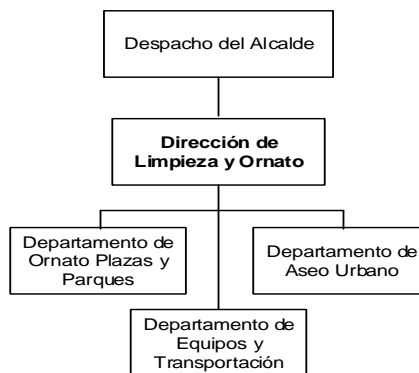 Despacho del Alcalde
Dirección de
Limpieza y Ornato
Departamento de
Ornato Plazas y
Parques
Departamento de
Aseo Urbano
Departamento de
Equipos y
Transportación